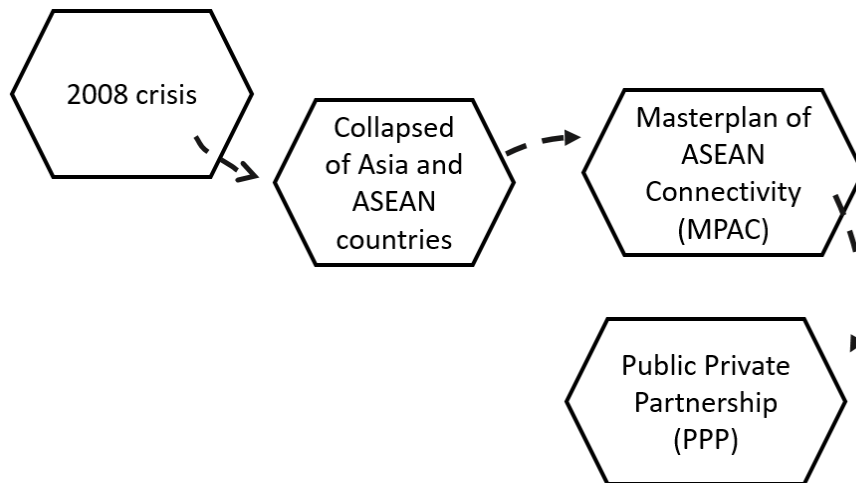 2008 crisis
Collapsed
of Asia and
ASEAN
countries
Masterplan of
ASEAN
Connectivity
(MPAC)
Public Private
Partnership
(PPP)